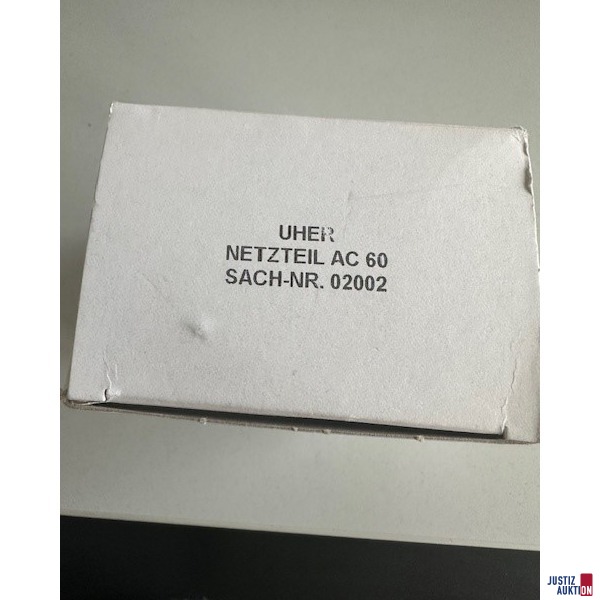 UHER
NETZTEIL AC 60
SACH-NR. 02002
JUSTIZ
AUKTION